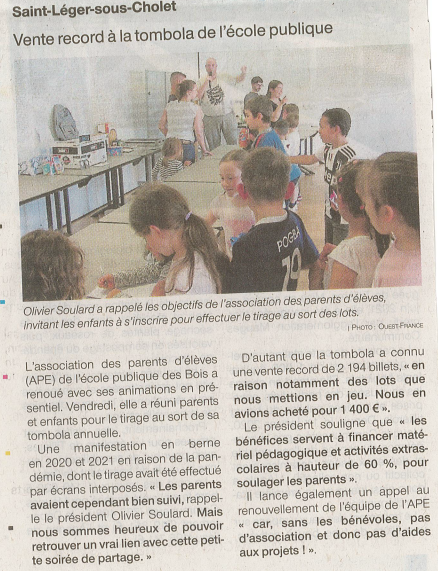 Saint-Léger-sous-Cholet
Vente record à la tombola de l'école publique
POGBA
Olivier Soulard a rappelé les objectifs de l'association des parents d'élèves,
invitant les enfants à s'inscrire pour effectuer le tirage au sort des lots.
| PHOTO : OUEST-FRANCE
L'association des parents d'élèves
(APE) de l'école publique des Bois a
renoué avec ses animations en pré-
sentiel. Vendredi, elle a réuni parents
et enfants pour le tirage au sort de sa
tombola annuelle.
Une manifestation en berne
en 2020 et 2021 en raison de la pan-
démie, dont le tirage avait été effectué
par écrans interposés. « Les parents
avaient cependant bien suivi, rappel-
le le président Olivier Soulard. Mais
nous sommes heureux de pouvoir
retrouver un vrai lien avec cette peti-
te soirée de partage. »
D'autant que la tombola a connu
une vente record de 2 194 billets, « en
raison notamment des lots que
nous mettions en jeu. Nous en
avions acheté pour 1 400 € ».
Le président souligne que « les
bénéfices servent à financer maté-
riel pédagogique et activités extras-
colaires à hauteur de 60 %, pour
soulager les parents ».
Il lance également un appel au
renouvellement de l'équipe de l'APE
« car, sans les bénévoles, pas
d'association et donc pas d'aides
aux projets ! ».